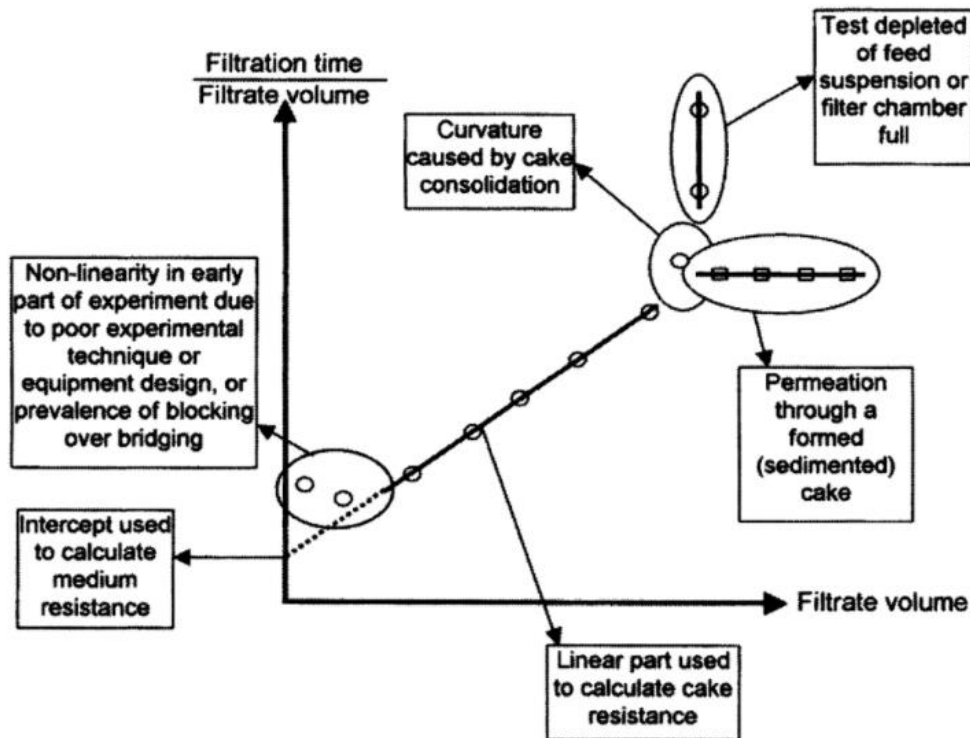 Filtration time
Filtrate volume
Test depleted
of feed
suspension or
filter chamber
full
Curvature
caused by cake
consolidation
Non-linearity in early
part of experiment due
to poor experimental
technique or
equipment design, or
prevalence of blocking
over bridging
Permeation
through a
formed
(sedimented)
cake
Intercept used
to calculate
medium
resistance
Filtrate volume
Linear part used
to calculate cake
resistance